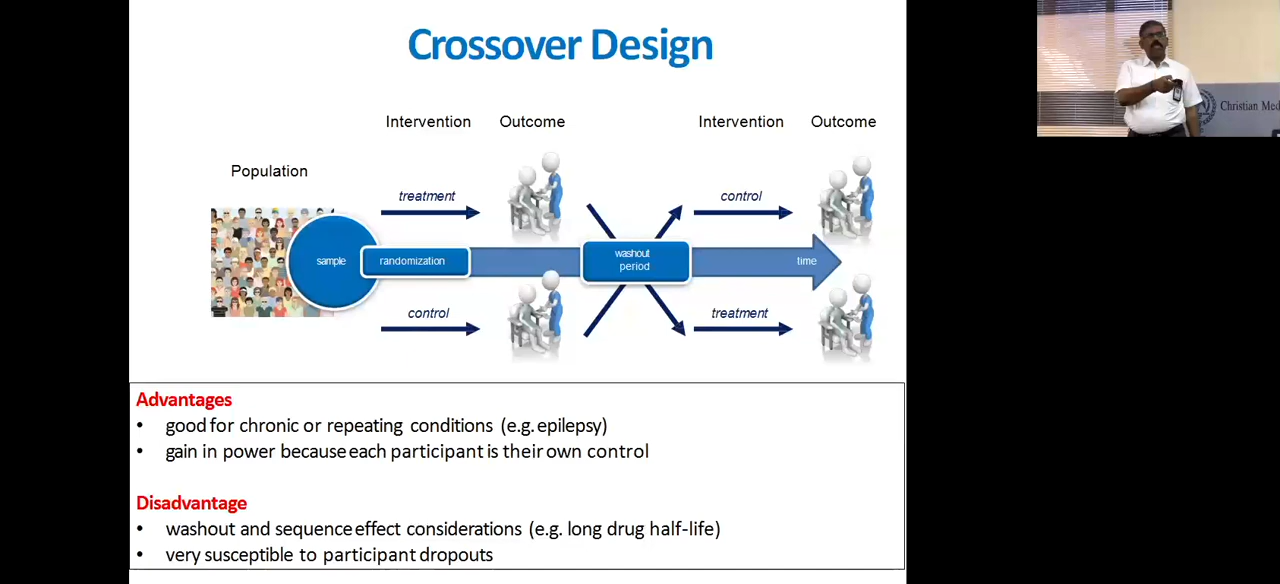 Crossover Design
Intervention
Outcome
Intervention
Outcome
Population
treatment
control
sample
randomization
washout
period
time
control
treatment
Advantages
• good for chronic or repeating conditions (e.g. epilepsy)
• gain in power because each participant is their own control
Disadvantage
• washout and sequence effect considerations (e.g. long drug half-life)
• very susceptible to participant dropouts
Christian Med